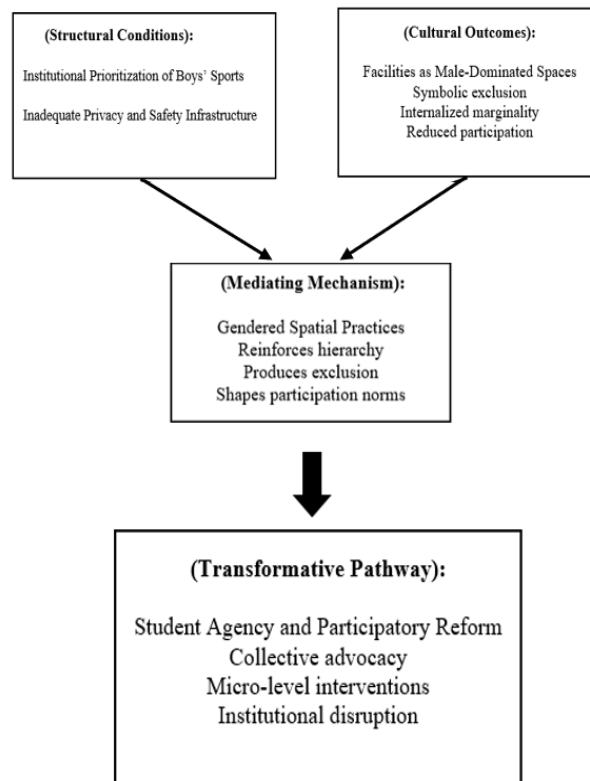 (Structural Conditions):
Institutional Prioritization of Boys’ Sports
Inadequate Privacy and Safety Infrastructure
(Cultural Outcomes):
Facilities as Male-Dominated Spaces
Symbolic exclusion
Internalized marginality
Reduced participation
(Mediating Mechanism):
Gendered Spatial Practices
Reinforces hierarchy
Produces exclusion
Shapes participation norms
(Transformative Pathway):
Student Agency and Participatory Reform
Collective advocacy
Micro-level interventions
Institutional disruption